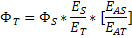 Φ_T = Φ_S * E_S/E_T * [E_AS/E_AT]